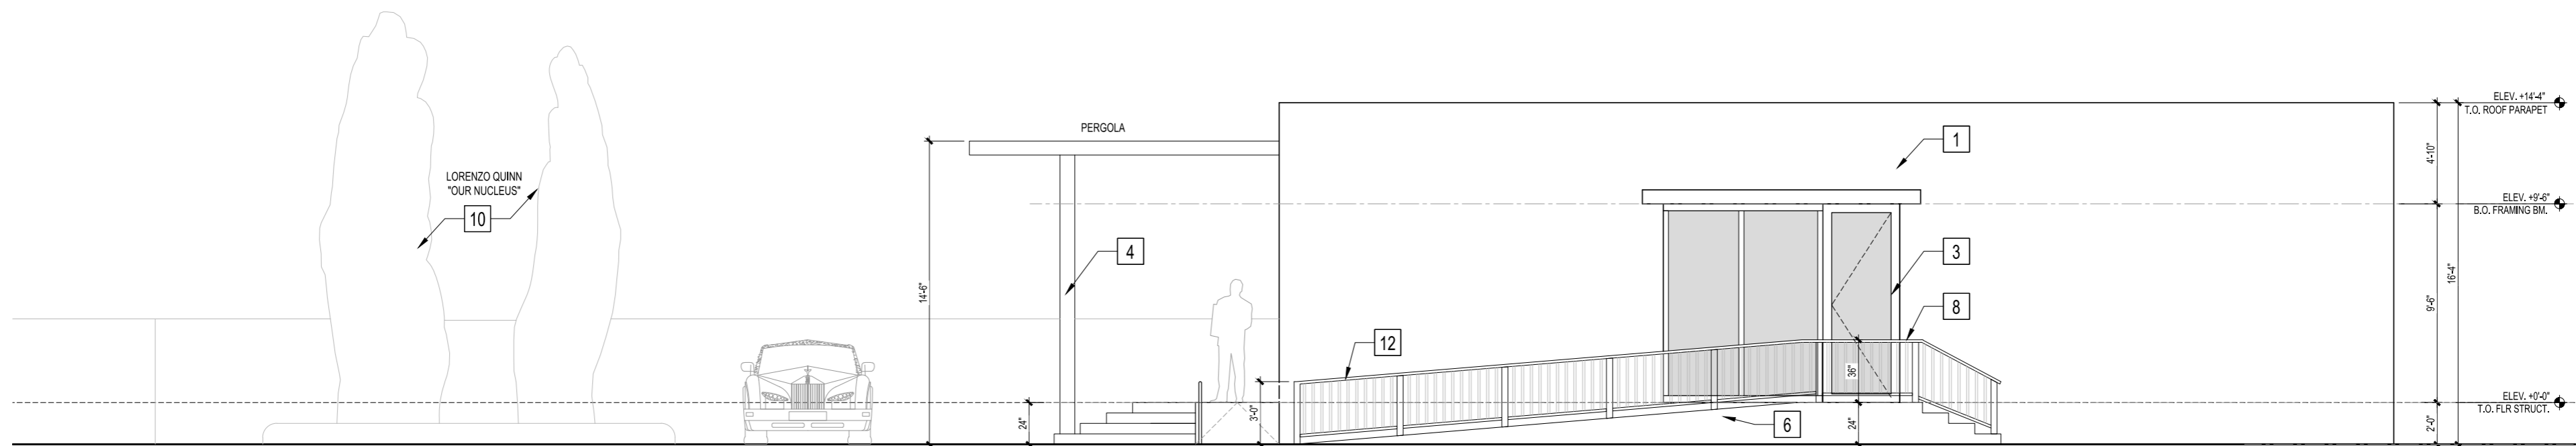 LORENZO QUINN
"OUR NUCLEUS"
10
14'-6"
PERGOLA
4
24"
3'-0"
12
1
3
8
36"
24"
6
4'-10"
9'-6"
2'-0"
16'-4"
ELEV. +14'-4"
T.O. ROOF PARAPET
ELEV. +9'-6"
B.O. FRAMING BM.
ELEV. +0'-0"
T.O. FLR STRUCT.